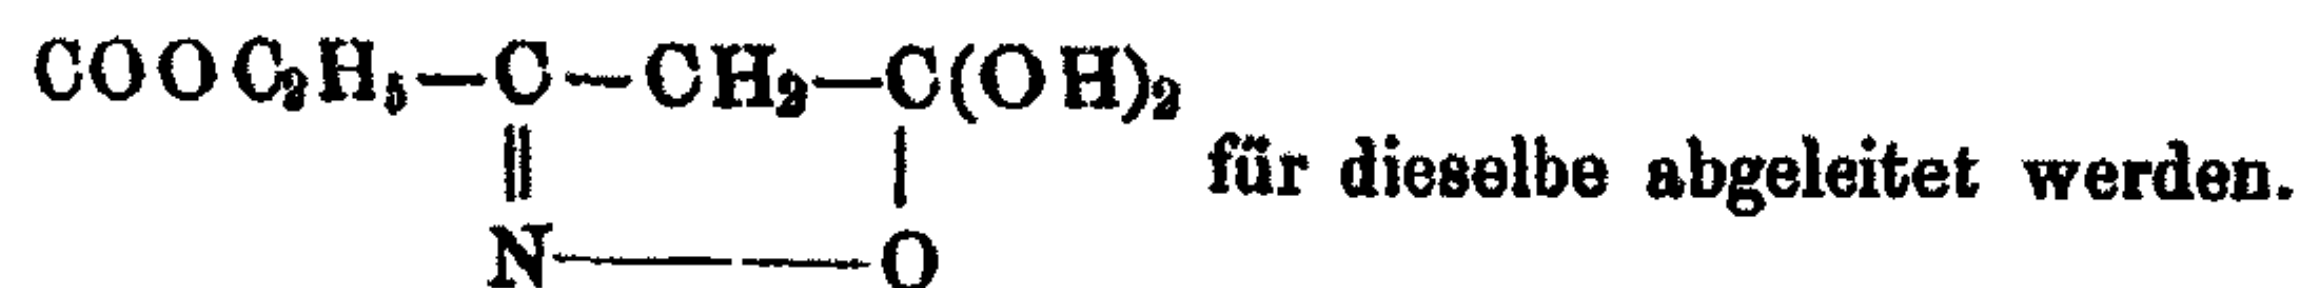 COOC₂H₅—C—CH₂—C(OH)₂
‖ |
für dieselbe abgeleitet werden.
N———O